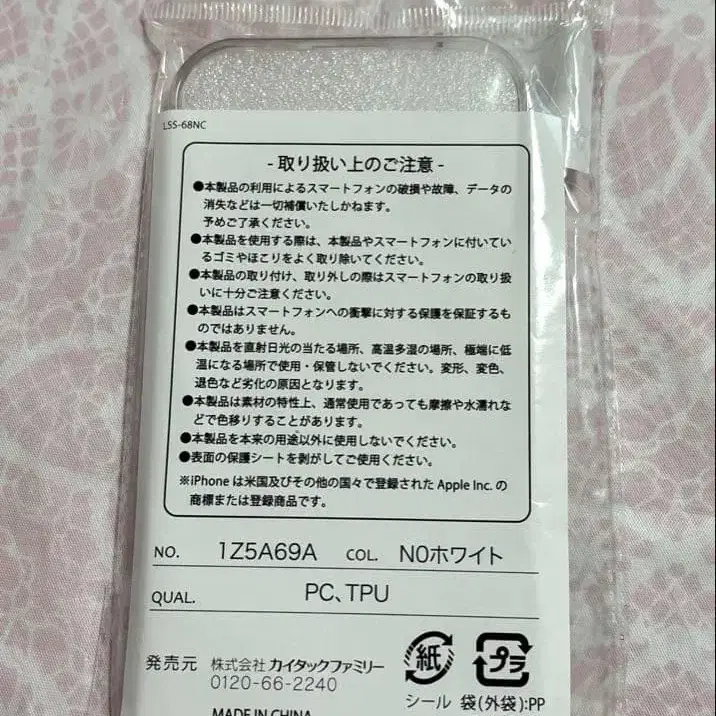 L5S-68NC
- 取り扱い上のご注意 -
●本製品の利用によるスマートフォンの破損や故障、データの
消失などは一切補償いたしかねます。
予めご了承ください。
●本製品を使用する際は、本製品やスマートフォンに付いてい
るゴミやほこりをよく取り除いてください。
●本製品の取り付け、取り外しの際はスマートフォンの取り扱
いに十分ご注意ください。
●本製品はスマートフォンへの衝撃に対する保護を保証するも
のではありません。
●本製品を直射日光の当たる場所、高温多湿の場所、極端に低
温になる場所で使用・保管しないでください。変形、変色、
退色など劣化の原因となります。
●本製品は素材の特性上、通常使用であっても摩擦や水濡れな
どで色移りすることがあります。
●本製品を本来の用途以外に使用しないでください。
●表面の保護シートを剥がしてご使用ください。
※iPhone は米国及びその他の国々で登録された Apple Inc. の
商標または登録商品です。
NO. 1Z5A69A COL. N0ホワイト
QUAL. PC、TPU
発売元 株式会社 カイタックファミリー
0120-66-2240
紙 プラ
シール 袋(外袋):PP
MADE IN CHINA